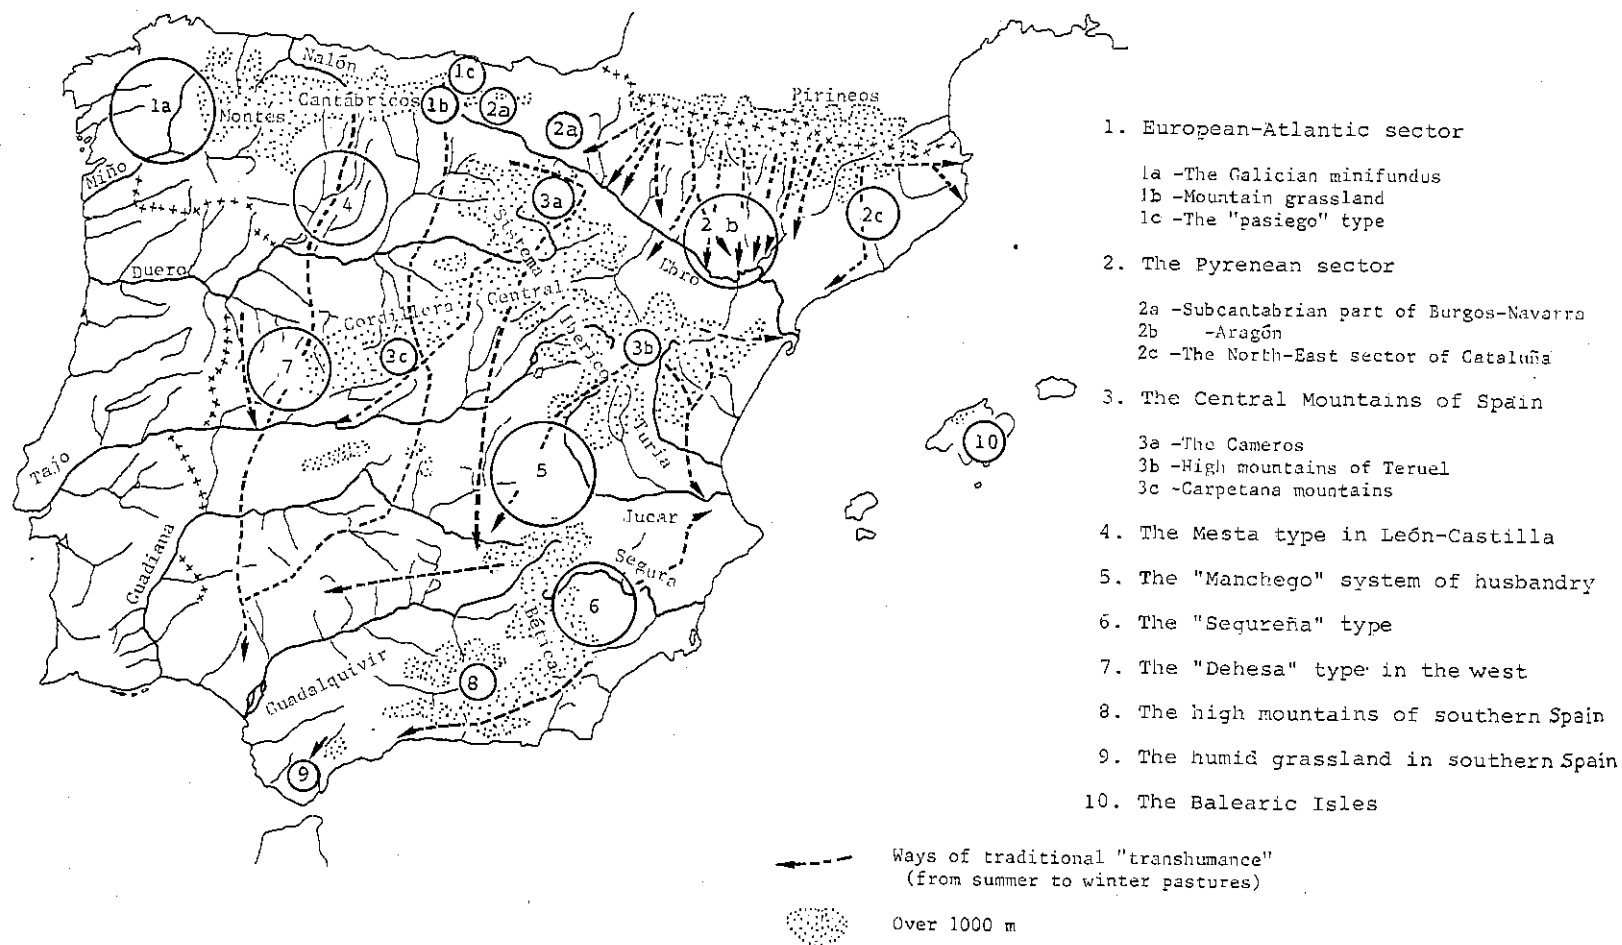 Nalón
1c
1a
Cantábricos
1b
2a
Pirineos
Montes
2a
Miño
4
3a
Sistema
2 b
2c
Duero
Ebro
Central
Cordillera
Iberico
3c
3b
7
Turia
10
Tajo
5
Jucar
Guadiana
Segura
6
Bética
Guadalquivir
8
9
1. European-Atlantic sector
1a -The Galician minifundus
1b -Mountain grassland
1c -The "pasiego" type
2. The Pyrenean sector
2a -Subcantabrian part of Burgos-Navarra
2b -Aragón
2c -The North-East sector of Cataluña
3. The Central Mountains of Spain
3a -The Cameros
3b -High mountains of Teruel
3c -Carpetana mountains
4. The Mesta type in León-Castilla
5. The "Manchego" system of husbandry
6. The "Segureña" type
7. The "Dehesa" type in the west
8. The high mountains of southern Spain
9. The humid grassland in southern Spain
10. The Balearic Isles
Ways of traditional "transhumance"
(from summer to winter pastures)
Over 1000 m